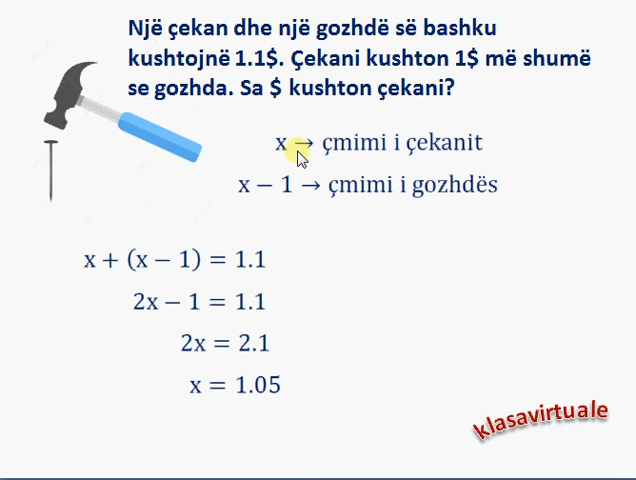 Një çekan dhe një gozhdë së bashku
kushtojnë 1.1$. Çekani kushton 1$ më shumë
se gozhda. Sa $ kushton çekani?
x → çmimi i çekanit
x − 1 → çmimi i gozhdës
x + (x − 1) = 1.1
2x − 1 = 1.1
2x = 2.1
x = 1.05
klasavirtuale